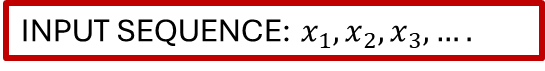 INPUT SEQUENCE: x₁, x₂, x₃, … .